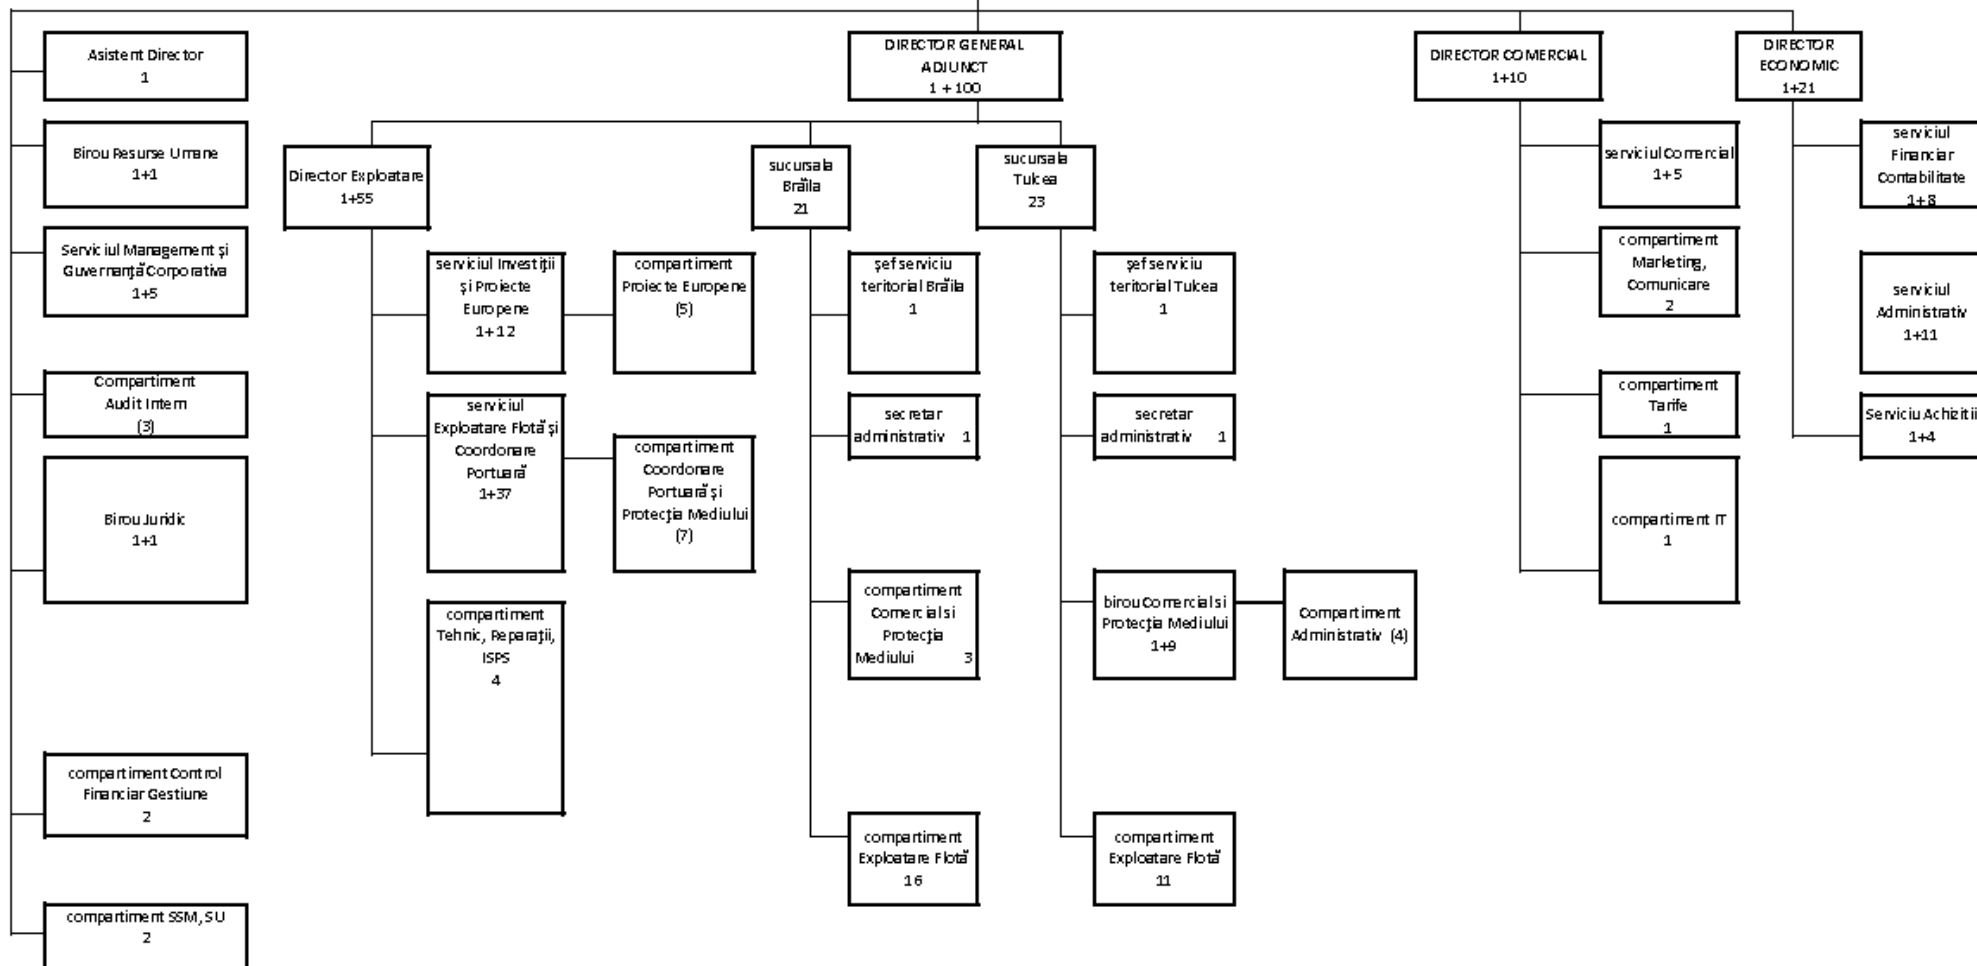 Asistent Director
1
Birou Resurse Umane
1+1
Serviciul Management și
Guvernanță Corporativa
1+5
Compartiment
Audit Intern
(3)
Birou Juridic
1+1
compartiment Control
Financiar Gestiune
2
compartiment SSM, SU
2
DIRECTOR GENERAL
ADJUNCT
1 + 100
Director Exploatare
1+55
serviciul Investiții
și Proiecte
Europene
1+ 12
compartiment
Proiecte Europene
(5)
serviciul
Exploatare Flotă și
Coordonare
Portuară
1+37
compartiment
Coordonare
Portuară și
Protecția Mediului
(7)
compartiment
Tehnic, Reparații,
ISPS
4
sucursala
Brăila
21
șef serviciu
teritorial Brăila
1
secretar
administrativ 1
compartiment
Comercial si
Protecția
Mediului 3
compartiment
Exploatare Flotă
16
sucursala
Tulcea
23
șef serviciu
teritorial Tulcea
1
secretar
administrativ 1
birou Comercial si
Protecția Mediului
1+9
Compartiment
Administrativ (4)
compartiment
Exploatare Flotă
11
DIRECTOR COMERCIAL
1+10
serviciul Comercial
1+ 5
compartiment
Marketing,
Comunicare
2
compartiment
Tarife
1
compartiment IT
1
DIRECTOR
ECONOMIC
1+21
serviciul
Financiar
Contabilitate
1+8
serviciul
Administrativ
1+11
Serviciu Achizitii
1+4